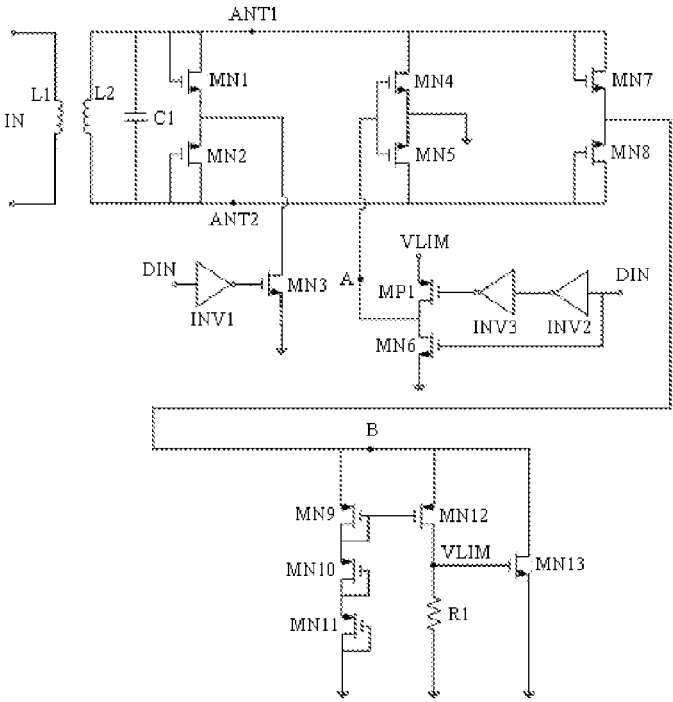 ANT1
L1
L2
IN
C1
MN1
MN2
MN4
MN5
MN7
MN8
ANT2
VLIM
DIN
INV1
MN3
A
MP1
MN6
INV3
INV2
DIN
B
MN9
MN12
MN10
VLIM
MN13
MN11
R1